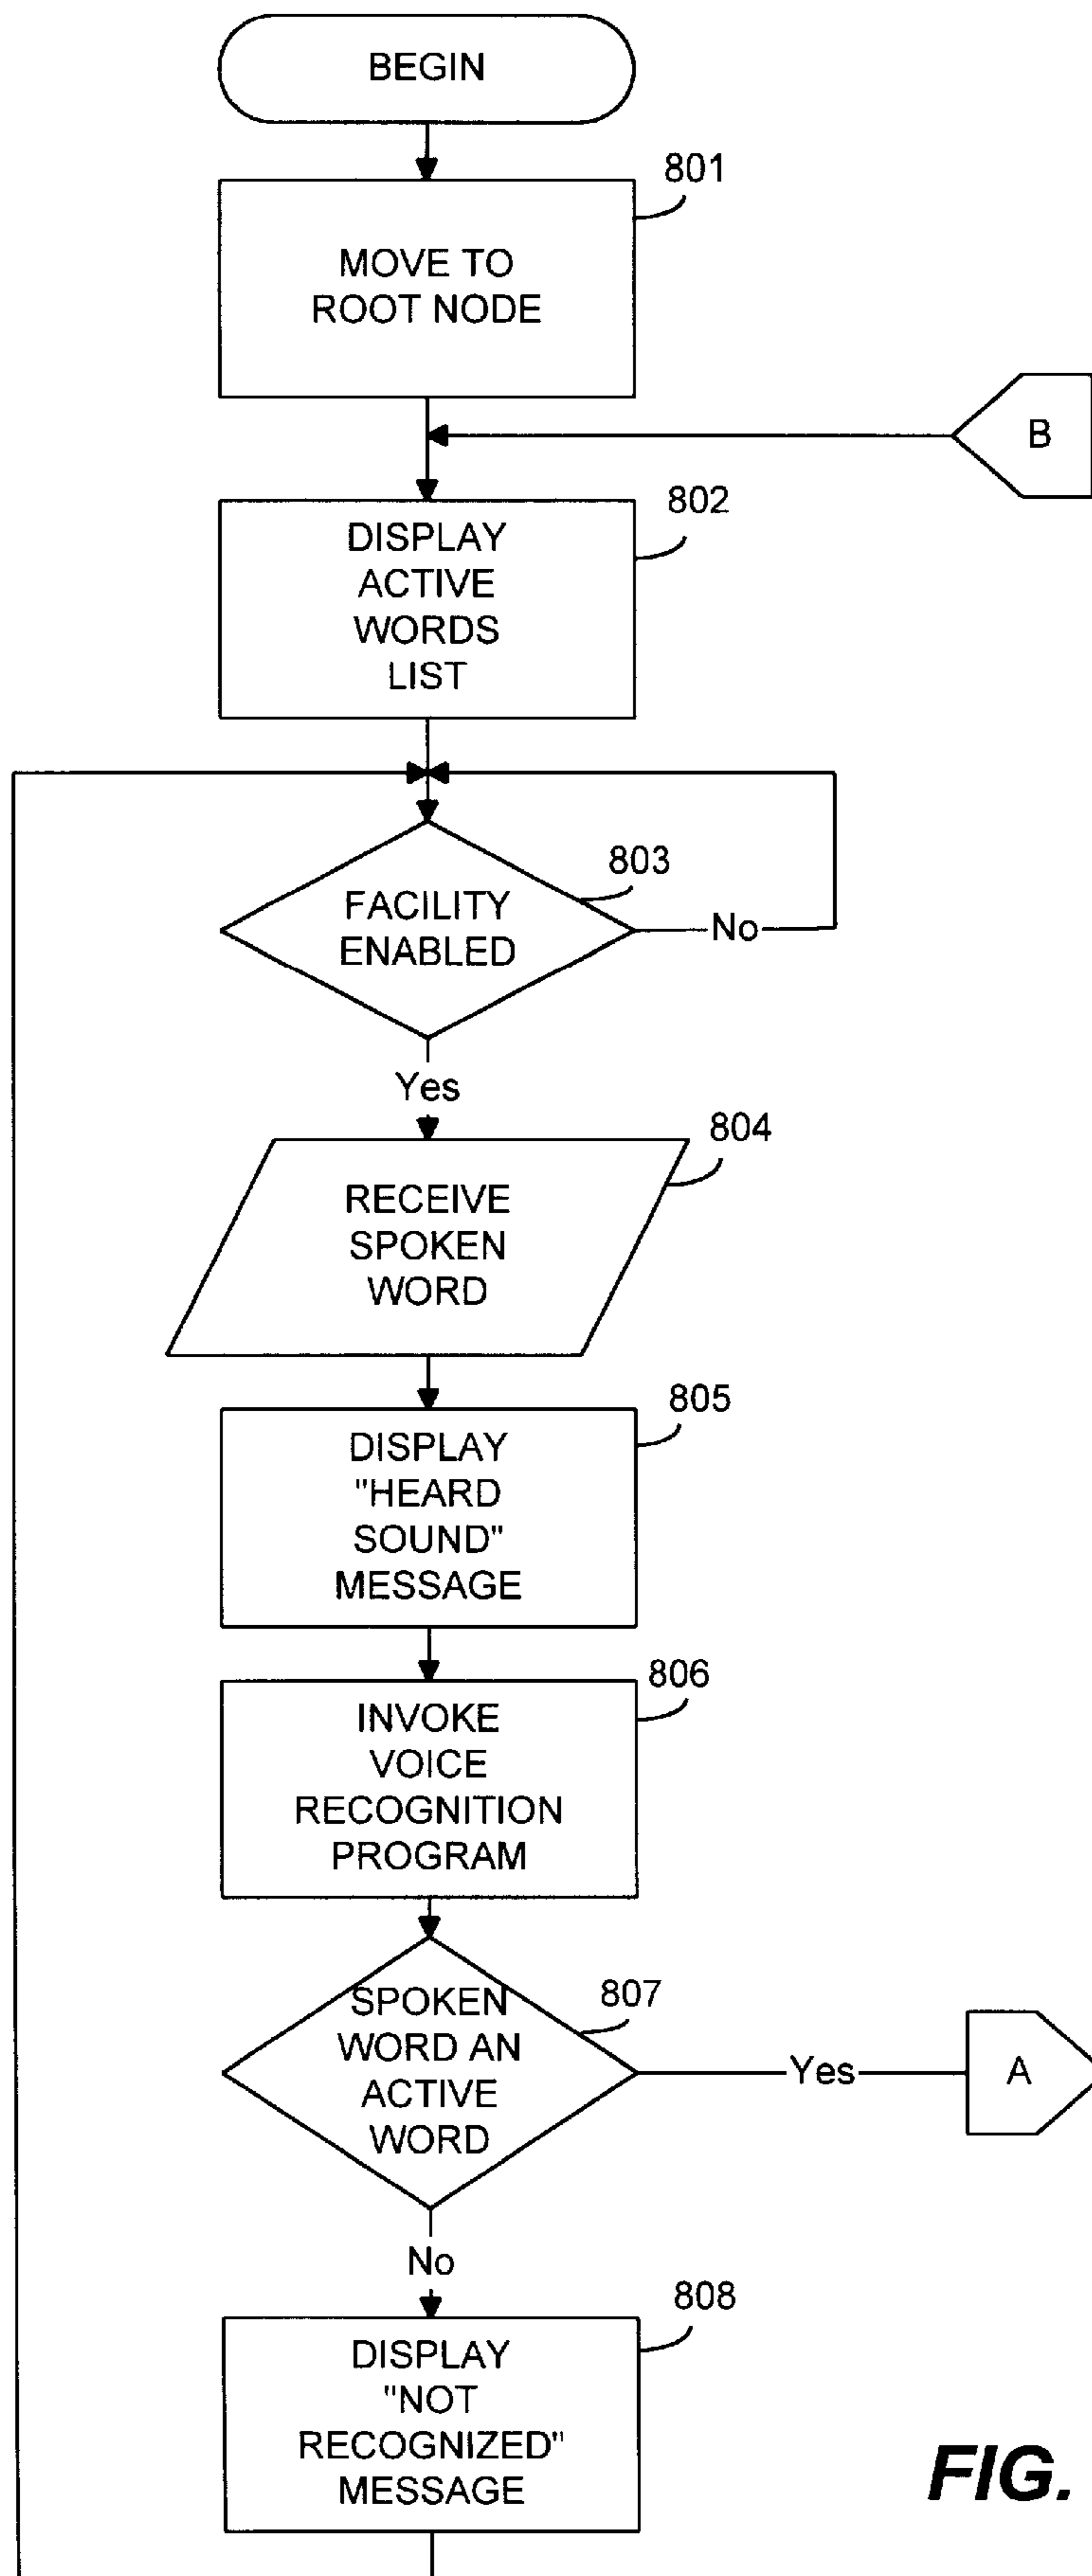 BEGIN
801
MOVE TO
ROOT NODE
B
802
DISPLAY
ACTIVE
WORDS
LIST
803
FACILITY
ENABLED
No
Yes
804
RECEIVE
SPOKEN
WORD
805
DISPLAY
"HEARD
SOUND"
MESSAGE
806
INVOKE
VOICE
RECOGNITION
PROGRAM
807
SPOKEN
WORD AN
ACTIVE
WORD
Yes
A
No
808
DISPLAY
"NOT
RECOGNIZED"
MESSAGE
FIG.